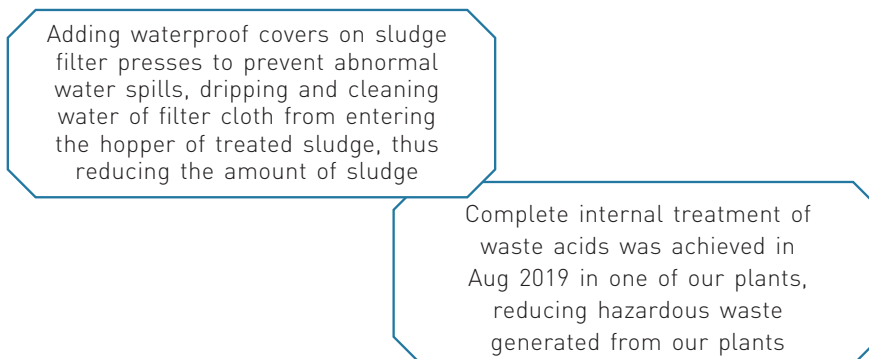 Adding waterproof covers on sludge
filter presses to prevent abnormal
water spills, dripping and cleaning
water of filter cloth from entering
the hopper of treated sludge, thus
reducing the amount of sludge
Complete internal treatment of
waste acids was achieved in
Aug 2019 in one of our plants,
reducing hazardous waste
generated from our plants